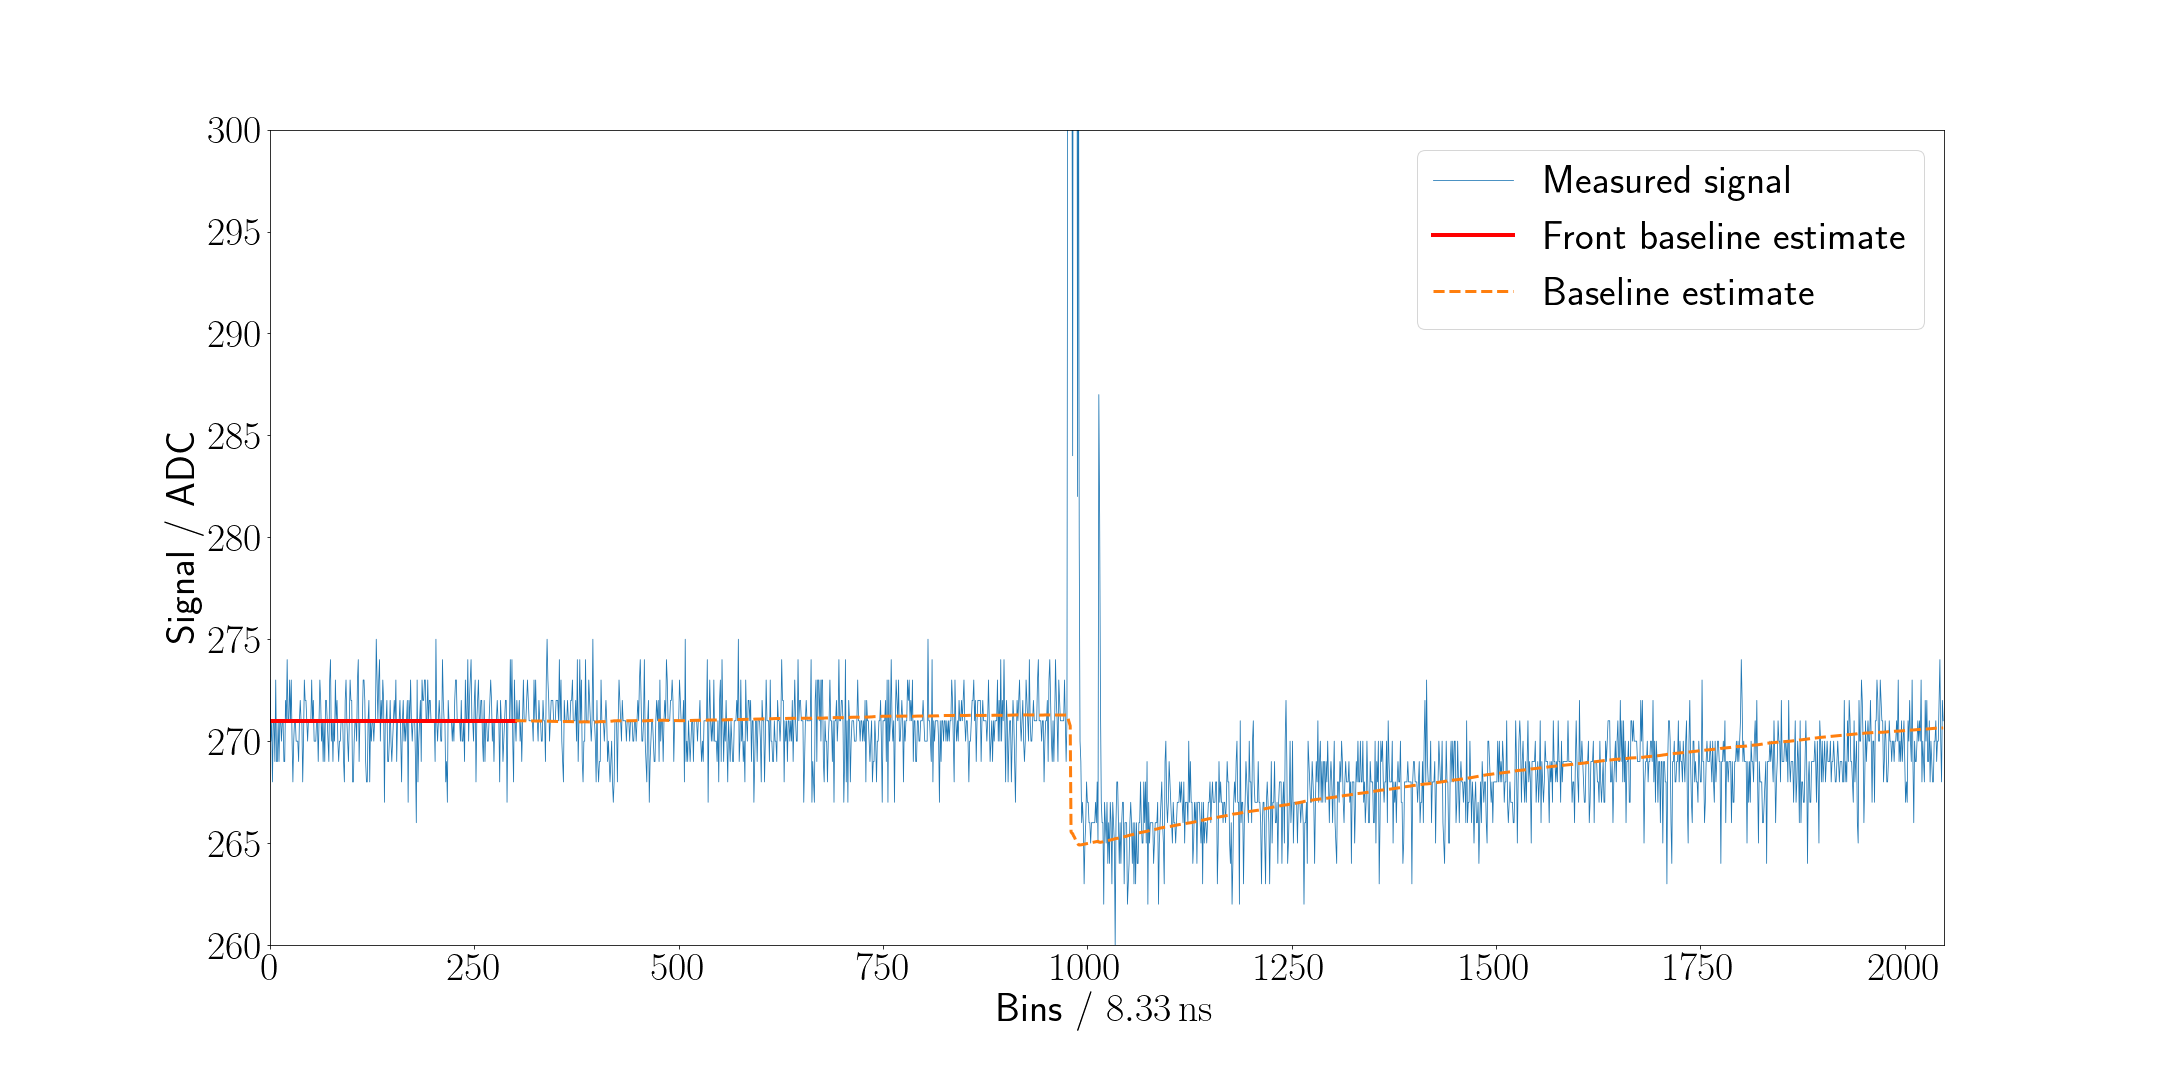 300
295
290
285
280
275
270
265
260
Signal / ADC
0 250 500 750 1000 1250 1500 1750 2000
Bins / 8.33 ns
Measured signal
Front baseline estimate
Baseline estimate